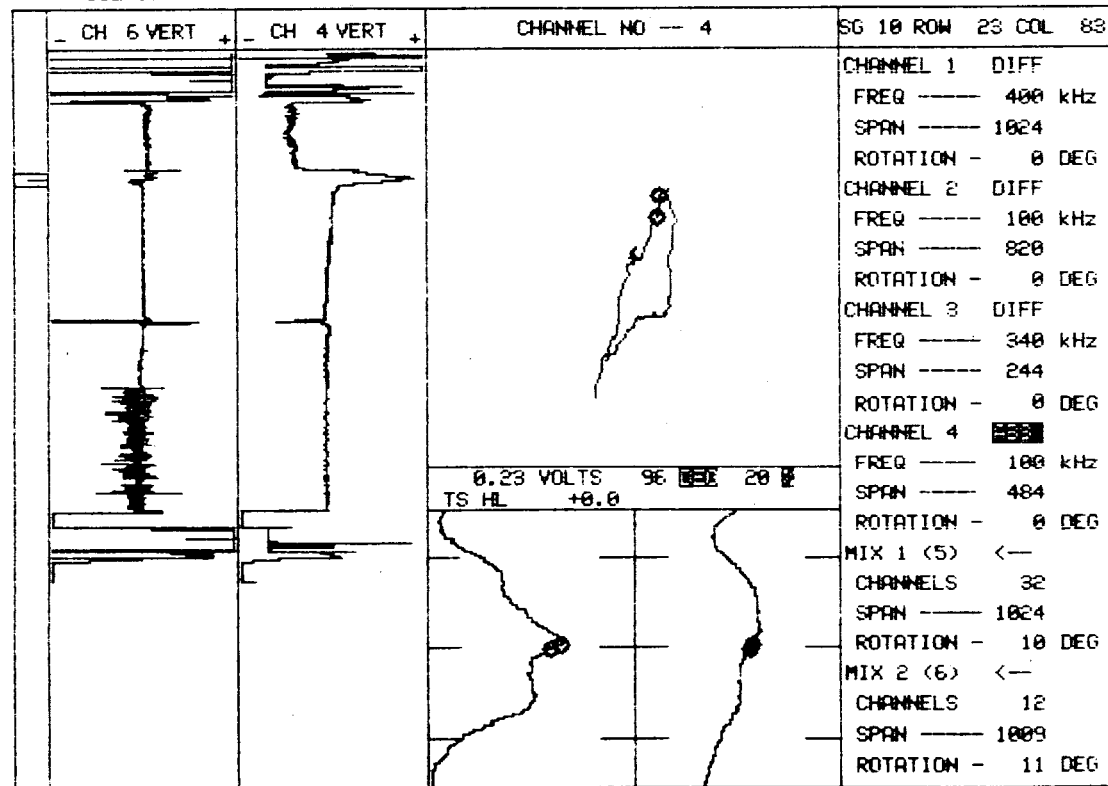 - CH 6 VERT +
- CH 4 VERT +
CHANNEL NO -- 4
SG 10 ROW 23 COL 83
CHANNEL 1 DIFF
FREQ ----- 400 kHz
SPAN ----- 1024
ROTATION - 0 DEG
CHANNEL 2 DIFF
FREQ ----- 100 kHz
SPAN ----- 820
ROTATION - 0 DEG
CHANNEL 3 DIFF
FREQ ----- 340 kHz
SPAN ----- 244
ROTATION - 0 DEG
CHANNEL 4
FREQ ---- 100 kHz
SPAN ---- 484
ROTATION - 0 DEG
MIX 1 (5) <--
CHANNELS 32
SPAN ---- 1024
ROTATION - 10 DEG
MIX 2 (6) <--
CHANNELS 12
SPAN ---- 1009
ROTATION - 11 DEG
0.23 VOLTS 96 20
TS HL +0.0